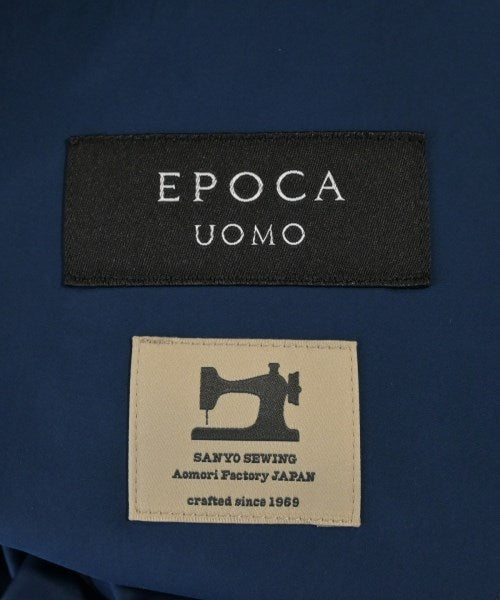 EPOCA
UOMO
SANYO SEWING
Aomori Factory JAPAN
crafted since 1969